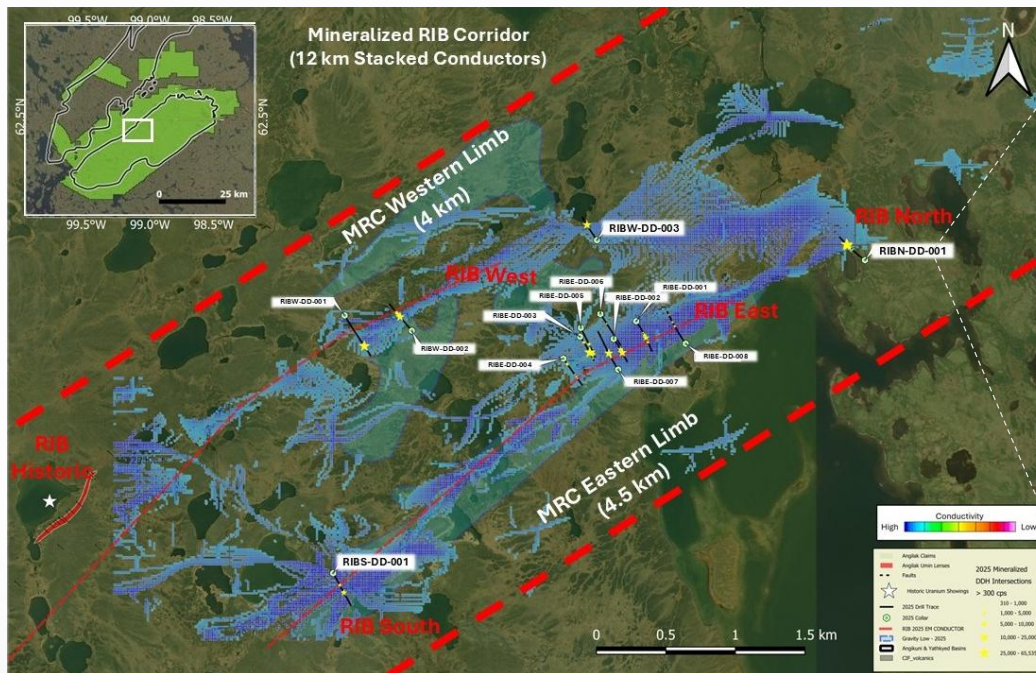 99.5°W 99.0°W 98.5°W
62.5°N
62.5°N
25 km
99.5°W 99.0°W 98.5°W
Mineralized RIB Corridor
(12 km Stacked Conductors)
N
MRC Western Limb
(4 km)
RIBW-DD-003
RIB North
RIBN-DD-001
RIB West
RIBW-DD-001
RIBW-DD-002
RIBE-DD-006
RIBE-DD-005
RIBE-DD-003
RIBE-DD-002
RIBE-DD-001
RIB East
RIBE-DD-004
RIBE-DD-008
RIBE-DD-007
RIB
Historic
MRC Eastern Limb
(4.5 km)
RIBS-DD-001
RIB South
0 0.5 1 1.5 km
Conductivity
High Low
Angilak Claims
Angilak Umin Lenses
Faults
Historic Uranium Showings
2025 Drill Trace
2025 Collar
RIB 2025 EM CONDUCTOR
Gravity Low - 2025
Angikuni & Yathkyed Basins
CIF_volcanics
2025 Mineralized
DDH Intersections
> 300 cps
310 - 1,000
1,000 - 5,000
5,000 - 10,000
10,000 - 25,000
25,000 - 65,535